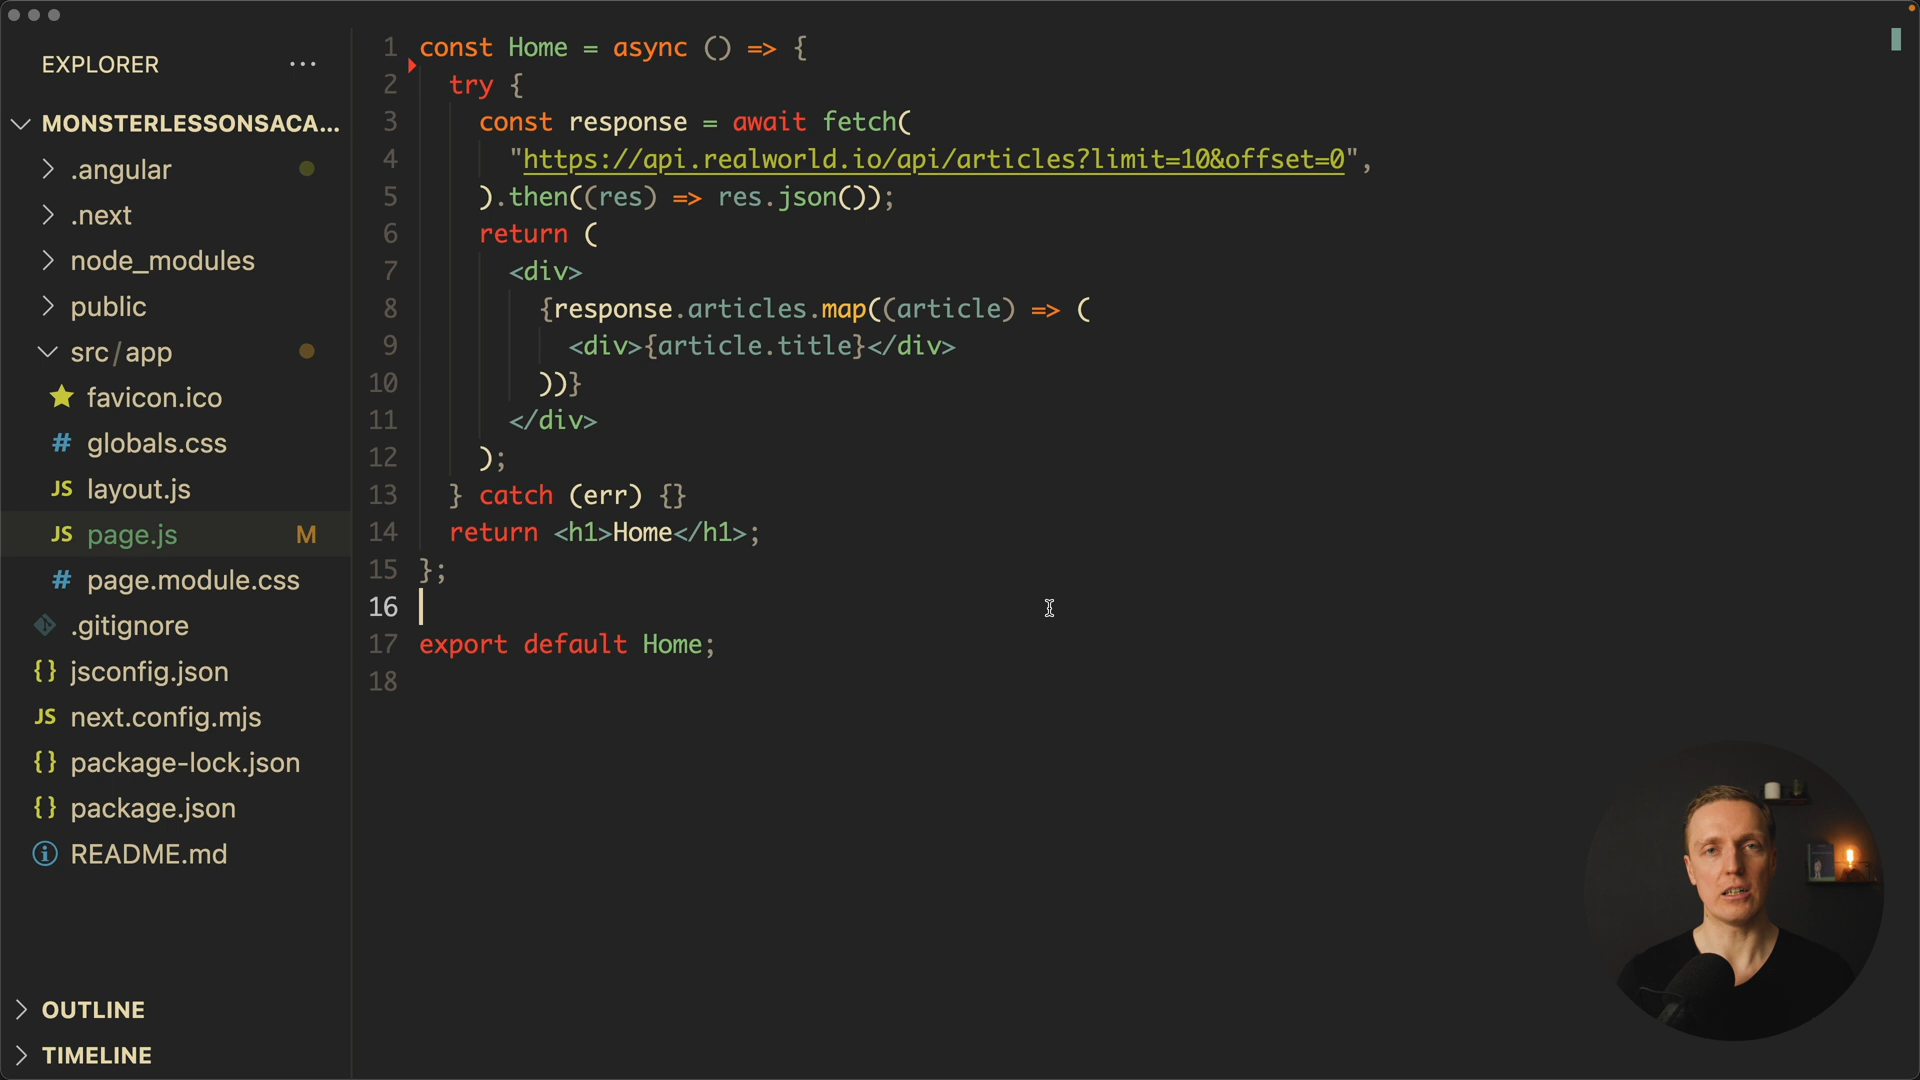 EXPLORER ...
MONSTERLESSONSACA...
.angular
.next
node_modules
public
src/app
favicon.ico
# globals.css
JS layout.js
JS page.js M
# page.module.css
.gitignore
{} jsconfig.json
JS next.config.mjs
{} package-lock.json
{} package.json
README.md
OUTLINE
TIMELINE
1 const Home = async () => {
2 try {
3 const response = await fetch(
4 "https://api.realworld.io/api/articles?limit=10&offset=0",
5 ).then((res) => res.json());
6 return (
7 <div>
8 {response.articles.map((article) => (
9 <div>{article.title}</div>
10 ))}
11 </div>
12 );
13 } catch (err) {}
14 return <h1>Home</h1>;
15 };
16
17 export default Home;
18